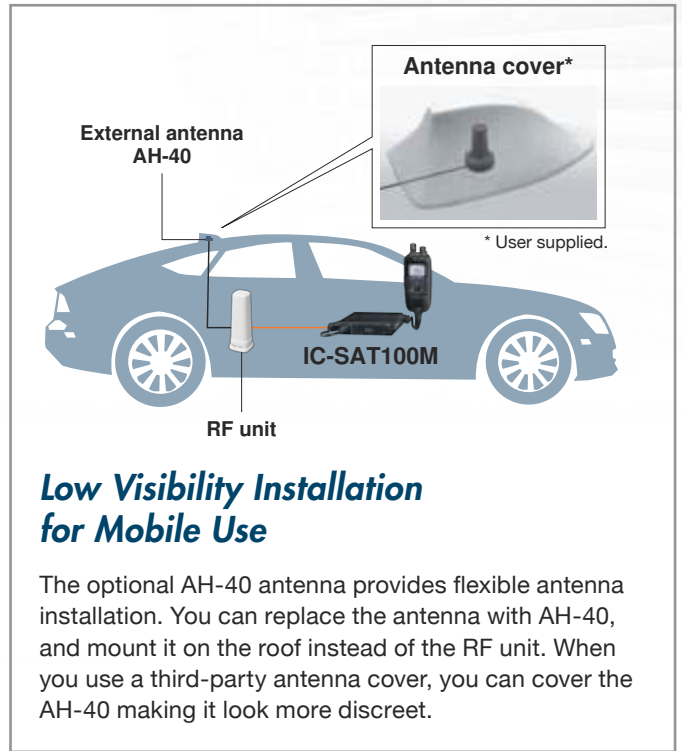 Antenna cover*
External antenna
AH-40
* User supplied.
IC-SAT100M
RF unit
Low Visibility Installation
for Mobile Use
The optional AH-40 antenna provides flexible antenna
installation. You can replace the antenna with AH-40,
and mount it on the roof instead of the RF unit. When
you use a third-party antenna cover, you can cover the
AH-40 making it look more discreet.